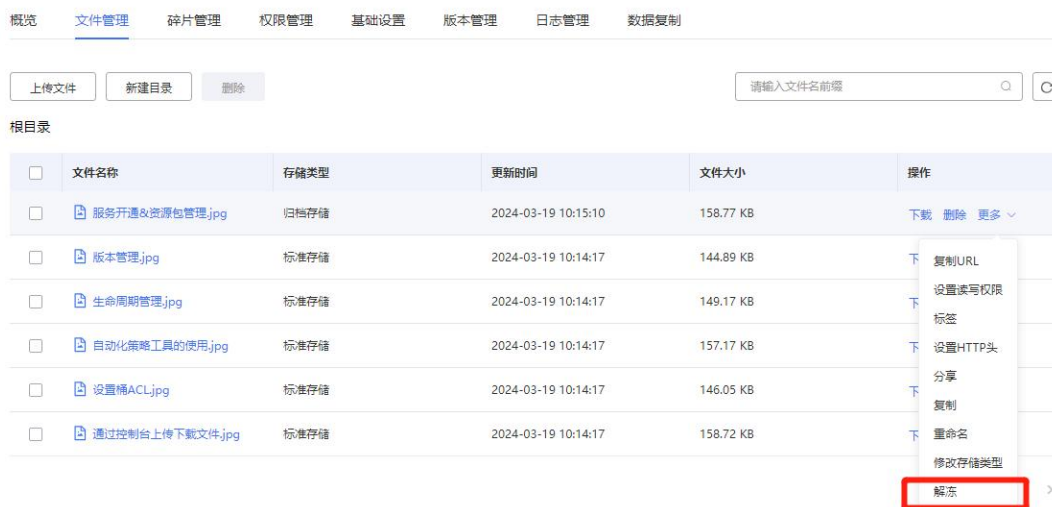 概览 文件管理 碎片管理 权限管理 基础设置 版本管理 日志管理 数据复制
上传文件 新建目录 删除 请输入文件名前缀
根目录
文件名称 存储类型 更新时间 文件大小 操作
服务开通&资源包管理.jpg 归档存储 2024-03-19 10:15:10 158.77 KB 下载 删除 更多
版本管理.jpg 标准存储 2024-03-19 10:14:17 144.89 KB 下
复制URL
生命周期管理.jpg 标准存储 2024-03-19 10:14:17 149.17 KB 下
设置读写权限
标签
自动化策略工具的使用.jpg 标准存储 2024-03-19 10:14:17 157.17 KB 下
设置HTTP头
分享
设置桶ACL.jpg 标准存储 2024-03-19 10:14:17 146.05 KB 下
复制
通过控制台上传下载文件.jpg 标准存储 2024-03-19 10:14:17 158.72 KB 下
重命名
修改存储类型
解冻